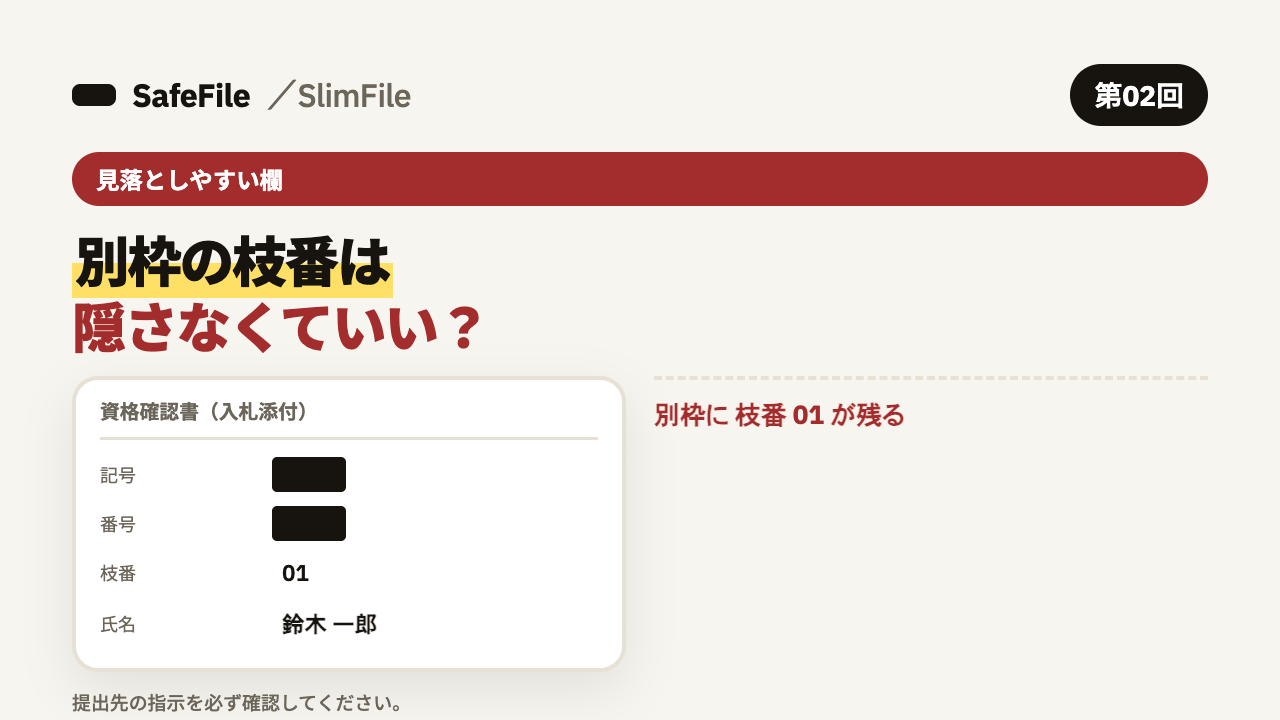 SafeFile ／SlimFile
第02回
見落としやすい欄
別枠の枝番は
隠さなくていい？
資格確認書（入札添付）
記号
番号
枝番 01
氏名 鈴木 一郎
別枠に 枝番 01 が残る
提出先の指示を必ず確認してください。